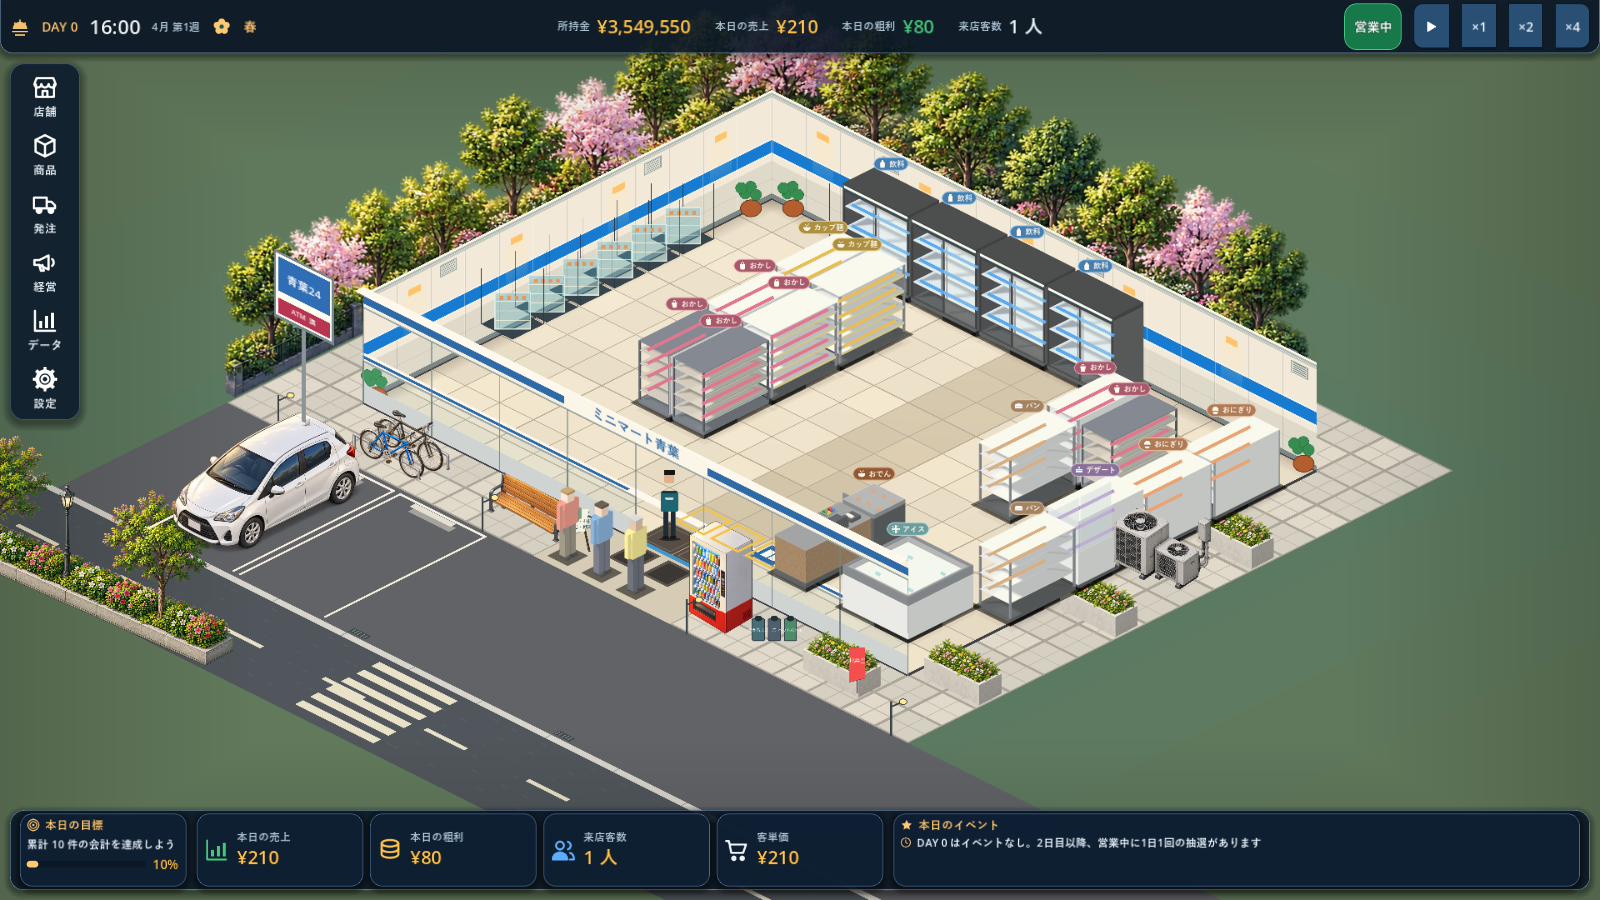 DAY 0 16:00 4月 第1週 春
所持金 ¥3,549,550 本日の売上 ¥210 本日の粗利 ¥80 来店客数 1 人
営業中 ×1 ×2 ×4
店舗
商品
発注
経営
データ
設定
飲料
飲料
飲料
飲料
カップ麺
カップ麺
おかし
おかし
おかし
おかし
おかし
おかし
パン
おにぎり
おにぎり
デザート
パン
おでん
アイス
青葉24
ATM
ミニマート青葉
本日の目標
累計 10 件の会計を達成しよう
10%
本日の売上
¥210
本日の粗利
¥80
来店客数
1 人
客単価
¥210
本日のイベント
DAY 0 はイベントなし。2日目以降、営業中に1日1回の抽選があります